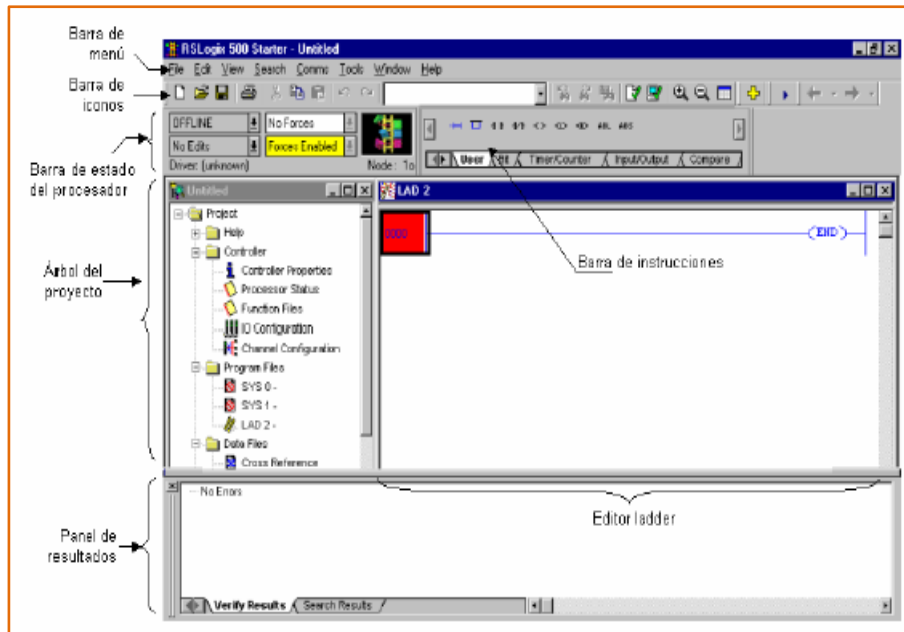 Barra de
menú
RSLogix 500 Starter - Untitled
File Edit View Search Comms Tools Window Help
Barra de
iconos
OFFLINE
No Forces
No Edits
Forces Enabled
Driver: (unknown)
Node: 1o
User Bit Timer/Counter Input/Output Compare
Barra de estado
del procesador
Untitled
LAD 2
Project
Help
Controller
Controller Properties
Processor Status
Function Files
IO Configuration
Channel Configuration
Program Files
SYS 0 -
SYS 1 -
LAD 2 -
Data Files
Cross Reference
0000
END
Barra de instrucciones
Árbol del
proyecto
No Errors
Editor ladder
Panel de
resultados
Verify Results Search Results